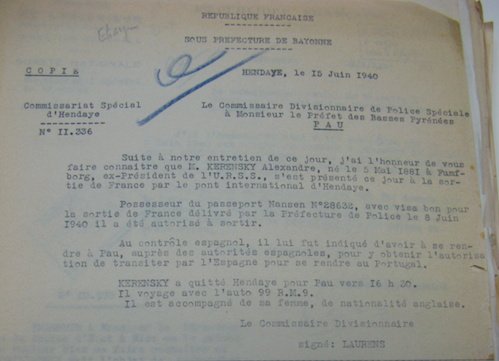 REPUBLIQUE FRANCAISE
SOUS PREFECTURE DE BAYONNE
COPIE
HENDAYE, le 15 Juin 1940
Commissariat Spécial
d'Hendaye
N° II.336
Le Commissaire Divisionnaire de Police Spéciale
à Monsieur le Préfet des Basses Pyrénées
PAU
Suite à notre entretien de ce jour, j'ai l'honneur de vous
faire connaitre que M. KERENSKY Alexandre, né le 5 Mai 1881 à
borg, ex-Président de l'U.R.S.S., s'est présenté ce jour à la sor-
tie de France par le pont international d'Hendaye.
Possesseur du passeport Nansen N°28632, avec visa bon pour
la sortie de France délivré par la Préfecture de Police le 8 Juin
1940 il a été autorisé à sortir.
Au contrôle espagnol, il lui fut indiqué d'avoir à se ren-
dre à Pau, auprès des autorités espagnoles, pour y obtenir l'autorisa
tion de transiter par l'Espagne pour se rendre au Portugal.
KERENSKY a quitté Hendaye pour Pau vers 16 h 30.
Il voyage avec l'auto 99 R.M.9.
Il est accompagné de sa femme, de nationalité anglaise.
Le Commissaire Divisionnaire
signé: LAURENS